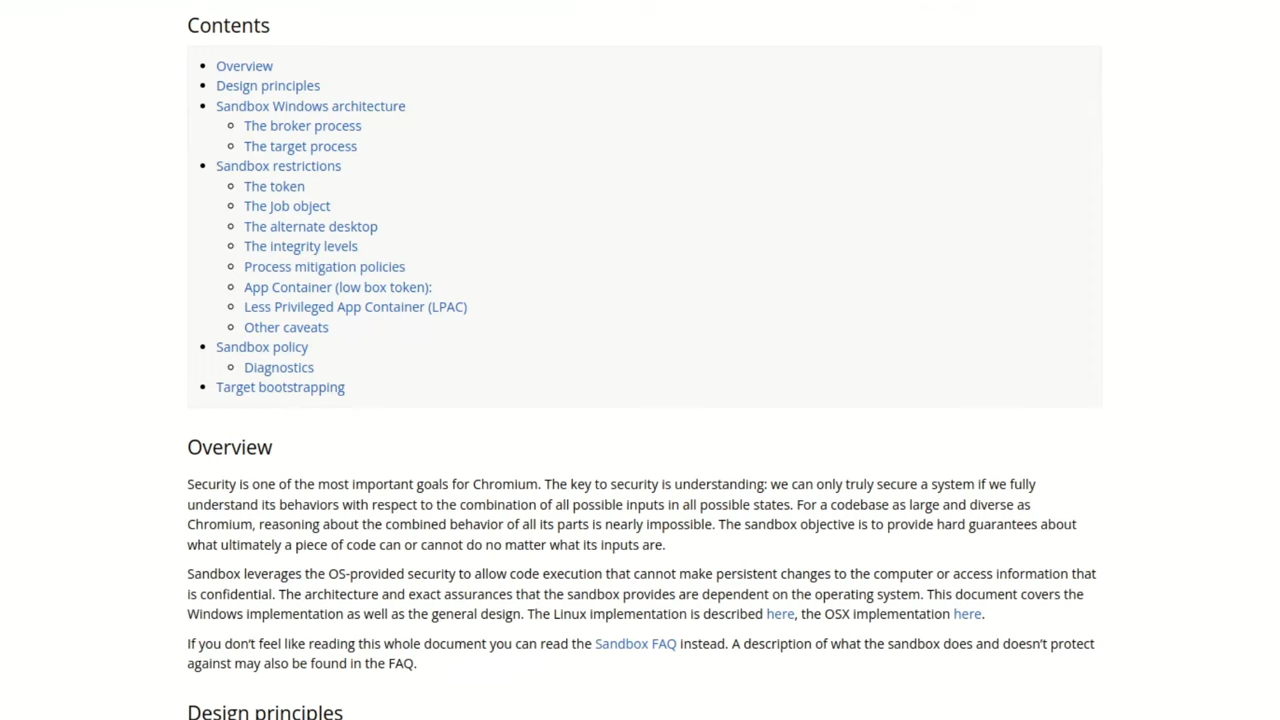 Contents
Overview
Design principles
Sandbox Windows architecture
The broker process
The target process
Sandbox restrictions
The token
The Job object
The alternate desktop
The integrity levels
Process mitigation policies
App Container (low box token):
Less Privileged App Container (LPAC)
Other caveats
Sandbox policy
Diagnostics
Target bootstrapping
Overview
Security is one of the most important goals for Chromium. The key to security is understanding: we can only truly secure a system if we fully
understand its behaviors with respect to the combination of all possible inputs in all possible states. For a codebase as large and diverse as
Chromium, reasoning about the combined behavior of all its parts is nearly impossible. The sandbox objective is to provide hard guarantees about
what ultimately a piece of code can or cannot do no matter what its inputs are.
Sandbox leverages the OS-provided security to allow code execution that cannot make persistent changes to the computer or access information that
is confidential. The architecture and exact assurances that the sandbox provides are dependent on the operating system. This document covers the
Windows implementation as well as the general design. The Linux implementation is described here, the OSX implementation here.
If you don’t feel like reading this whole document you can read the Sandbox FAQ instead. A description of what the sandbox does and doesn’t protect
against may also be found in the FAQ.
Design principles